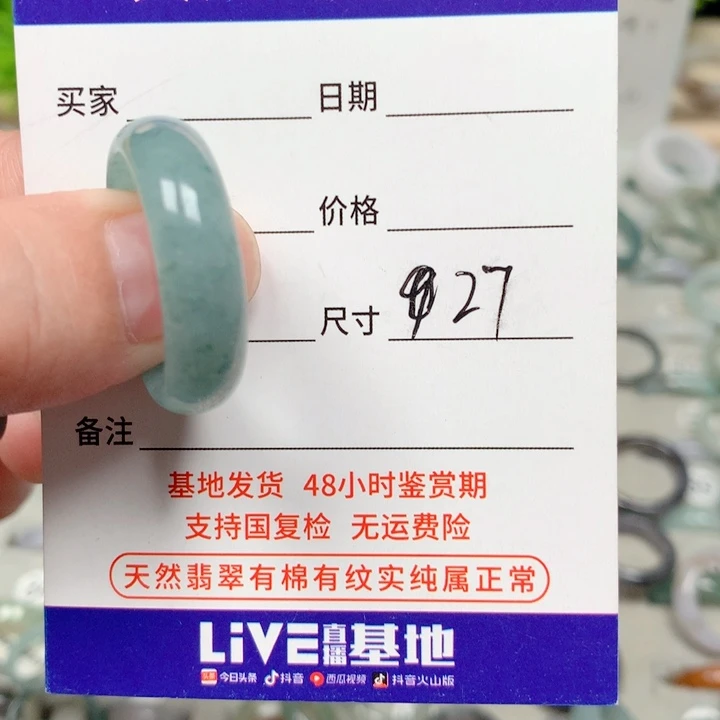 买家 日期
价格
尺寸 27
备注
基地发货 48小时鉴赏期
支持国复检 无运费险
天然翡翠有棉有纹实纯属正常
LiVE直播基地
今日头条 抖音 西瓜视频 抖音火山版